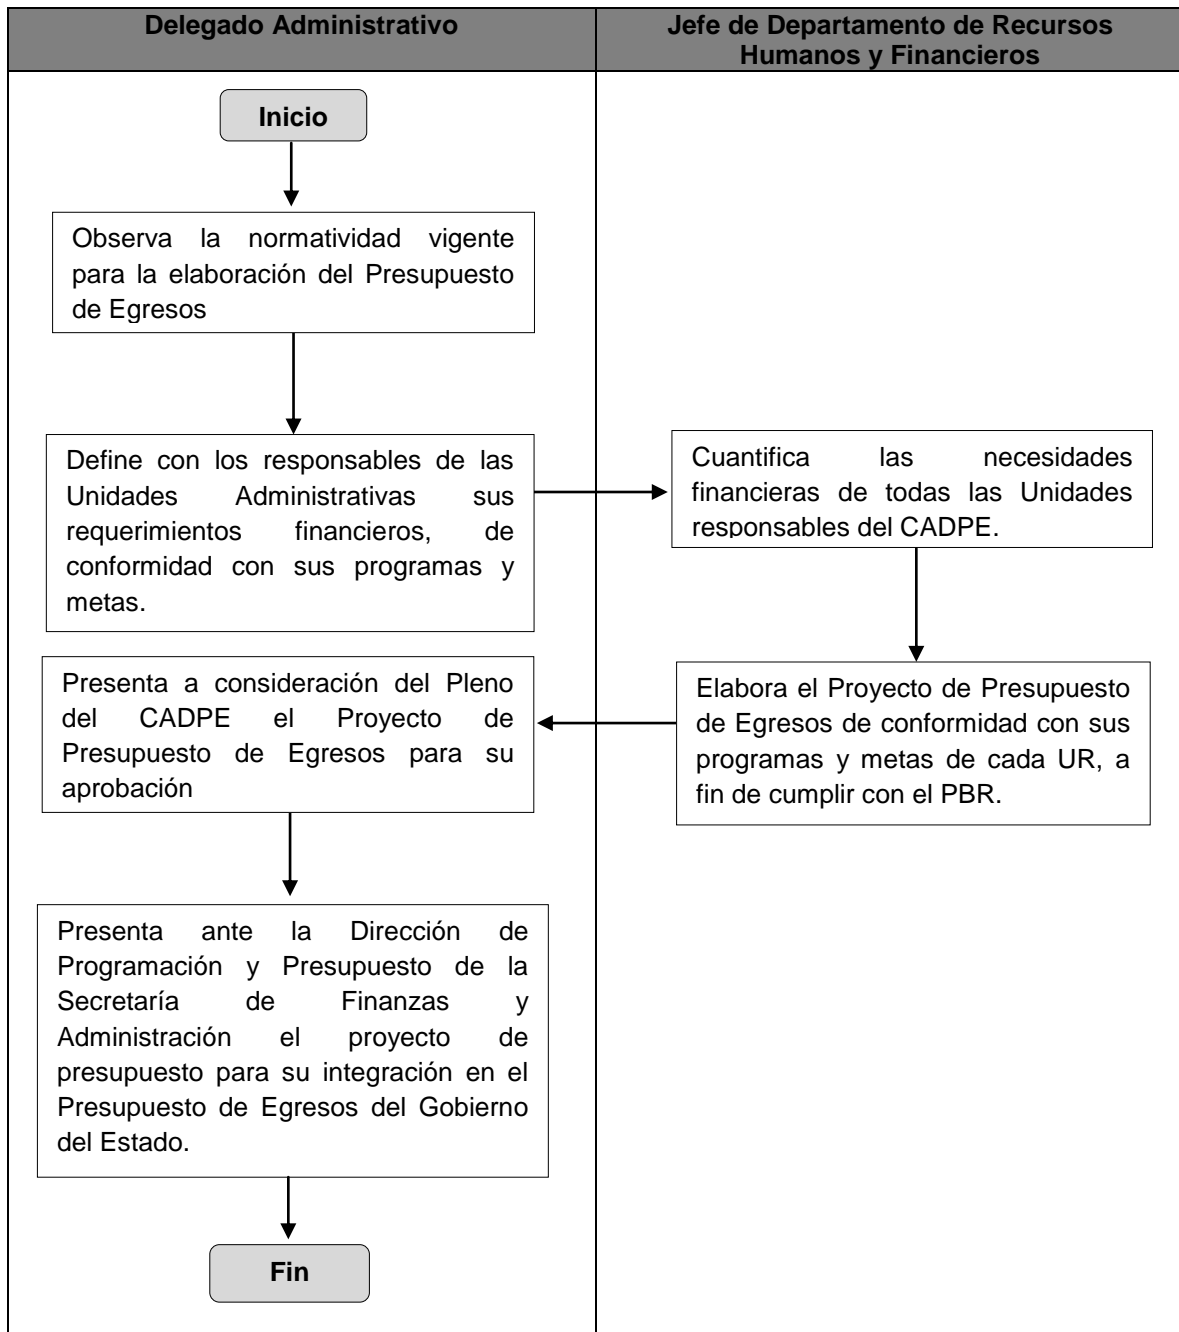 Delegado Administrativo
Jefe de Departamento de Recursos
Humanos y Financieros
Inicio
Observa la normatividad vigente
para la elaboración del Presupuesto
de Egresos
Define con los responsables de las
Unidades Administrativas sus
requerimientos financieros, de
conformidad con sus programas y
metas.
Cuantifica las necesidades
financieras de todas las Unidades
responsables del CADPE.
Elabora el Proyecto de Presupuesto
de Egresos de conformidad con sus
programas y metas de cada UR, a
fin de cumplir con el PBR.
Presenta a consideración del Pleno
del CADPE el Proyecto de
Presupuesto de Egresos para su
aprobación
Presenta ante la Dirección de
Programación y Presupuesto de la
Secretaría de Finanzas y
Administración el proyecto de
presupuesto para su integración en el
Presupuesto de Egresos del Gobierno
del Estado.
Fin